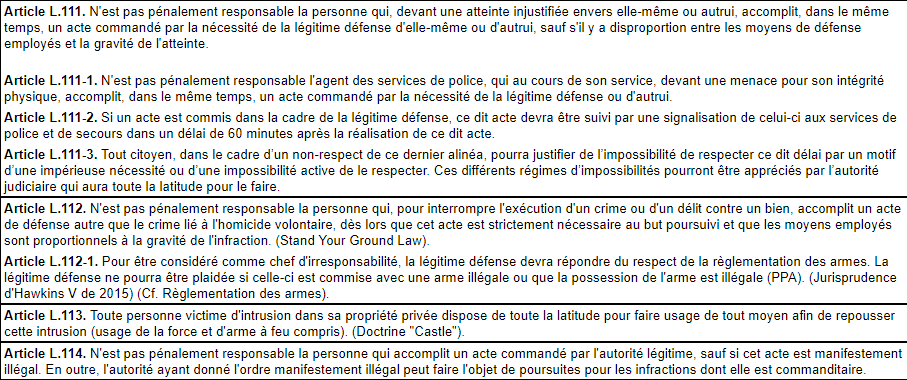 Article L.111. N'est pas pénalement responsable la personne qui, devant une atteinte injustifiée envers elle-même ou autrui, accomplit, dans le même
temps, un acte commandé par la nécessité de la légitime défense d'elle-même ou d'autrui, sauf s'il y a disproportion entre les moyens de défense
employés et la gravité de l'atteinte.
Article L.111-1. N'est pas pénalement responsable l'agent des services de police, qui au cours de son service, devant une menace pour son intégrité
physique, accomplit, dans le même temps, un acte commandé par la nécessité de la légitime défense ou d'autrui.
Article L.111-2. Si un acte est commis dans la cadre de la légitime défense, ce dit acte devra être suivi par une signalisation de celui-ci aux services de
police et de secours dans un délai de 60 minutes après la réalisation de ce dit acte.
Article L.111-3. Tout citoyen, dans le cadre d'un non-respect de ce dernier alinéa, pourra justifier de l'impossibilité de respecter ce dit délai par un motif
d'une impérieuse nécessité ou d'une impossibilité active de le respecter. Ces différents régimes d'impossibilités pourront être appréciés par l'autorité
judiciaire qui aura toute la latitude pour le faire.
Article L.112. N'est pas pénalement responsable la personne qui, pour interrompre l'exécution d'un crime ou d'un délit contre un bien, accomplit un acte
de défense autre que le crime lié à l'homicide volontaire, dès lors que cet acte est strictement nécessaire au but poursuivi et que les moyens employés
sont proportionnels à la gravité de l'infraction. (Stand Your Ground Law).
Article L.112-1. Pour être considéré comme chef d'irresponsabilité, la légitime défense devra répondre du respect de la règlementation des armes. La
légitime défense ne pourra être plaidée si celle-ci est commise avec une arme illégale ou que la possession de l'arme est illégale (PPA). (Jurisprudence
d'Hawkins V de 2015) (Cf. Règlementation des armes).
Article L.113. Toute personne victime d'intrusion dans sa propriété privée dispose de toute la latitude pour faire usage de tout moyen afin de repousser
cette intrusion (usage de la force et d'arme à feu compris). (Doctrine "Castle").
Article L.114. N'est pas pénalement responsable la personne qui accomplit un acte commandé par l'autorité légitime, sauf si cet acte est manifestement
illégal. En outre, l'autorité ayant donné l'ordre manifestement illégal peut faire l'objet de poursuites pour les infractions dont elle est commanditaire.